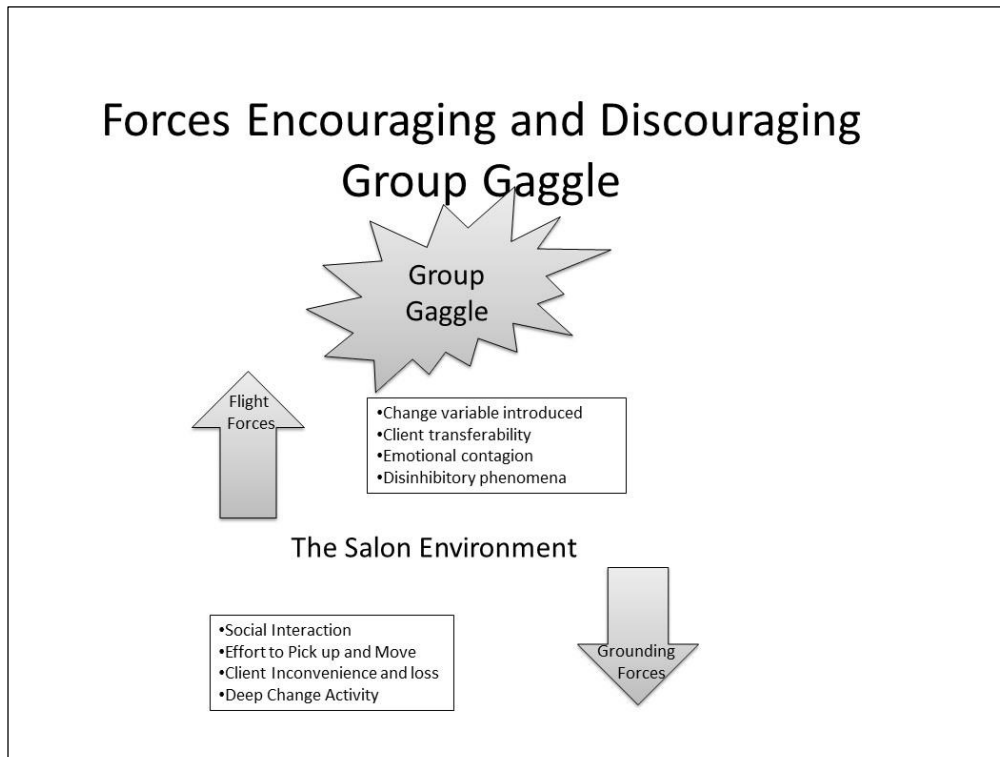 Forces Encouraging and Discouraging
Group Gaggle
Group
Gaggle
Flight
Forces
•Change variable introduced
•Client transferability
•Emotional contagion
•Disinhibitory phenomena
The Salon Environment
•Social Interaction
•Effort to Pick up and Move
•Client Inconvenience and loss
•Deep Change Activity
Grounding
Forces